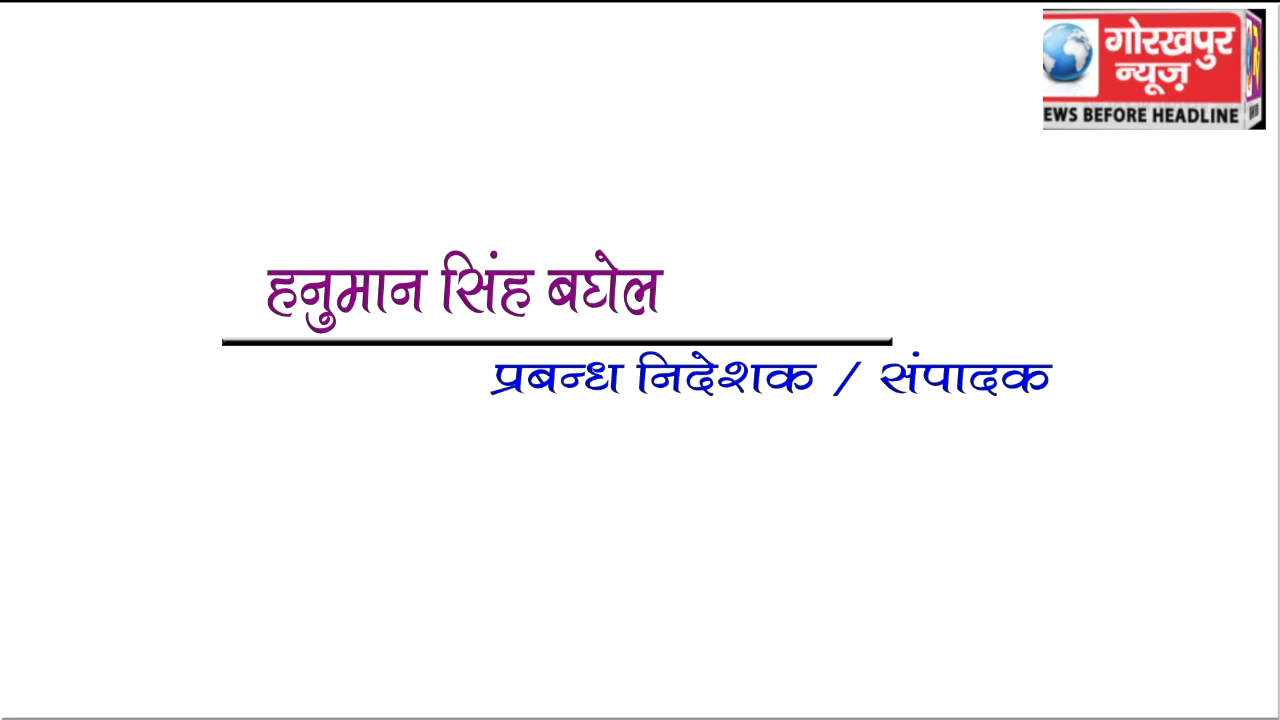 गोरखपुर
न्यूज़
EWS BEFORE HEADLINE
हनुमान सिंह बघेल
प्रबन्ध निदेशक / संपादक